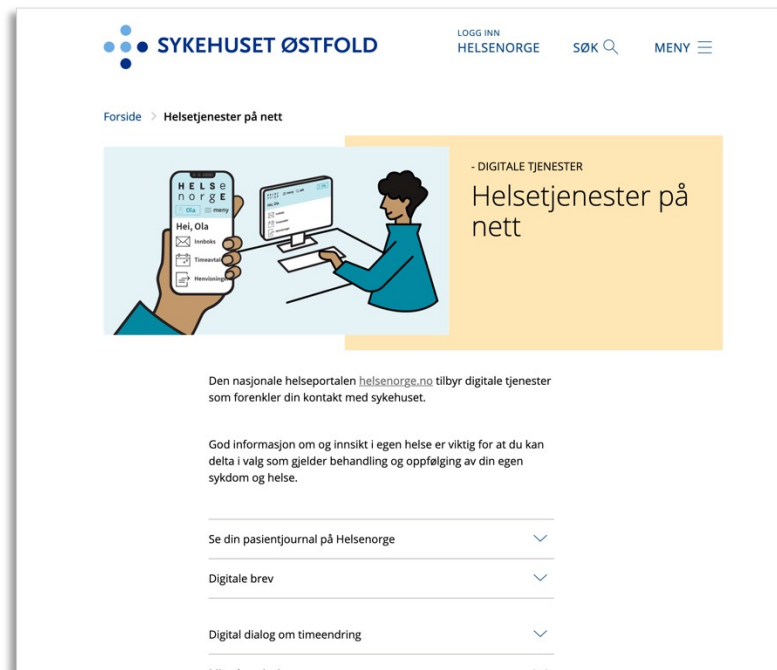 SYKEHUSET ØSTFOLD
LOGG INN
HELSENORGE
SØK
MENY
Forside > Helsetjenester på nett
HELSe
norgE
Ola
meny
Hei, Ola
Innboks
Timeavtale
Henvisninger
Hei, Ola
- DIGITALE TJENESTER
Helsetjenester på
nett
Den nasjonale helseportalen helsenorge.no tilbyr digitale tjenester
som forenkler din kontakt med sykehuset.
God informasjon om og innsikt i egen helse er viktig for at du kan
delta i valg som gjelder behandling og oppfølging av din egen
sykdom og helse.
Se din pasientjournal på Helsenorge
Digitale brev
Digital dialog om timeendring